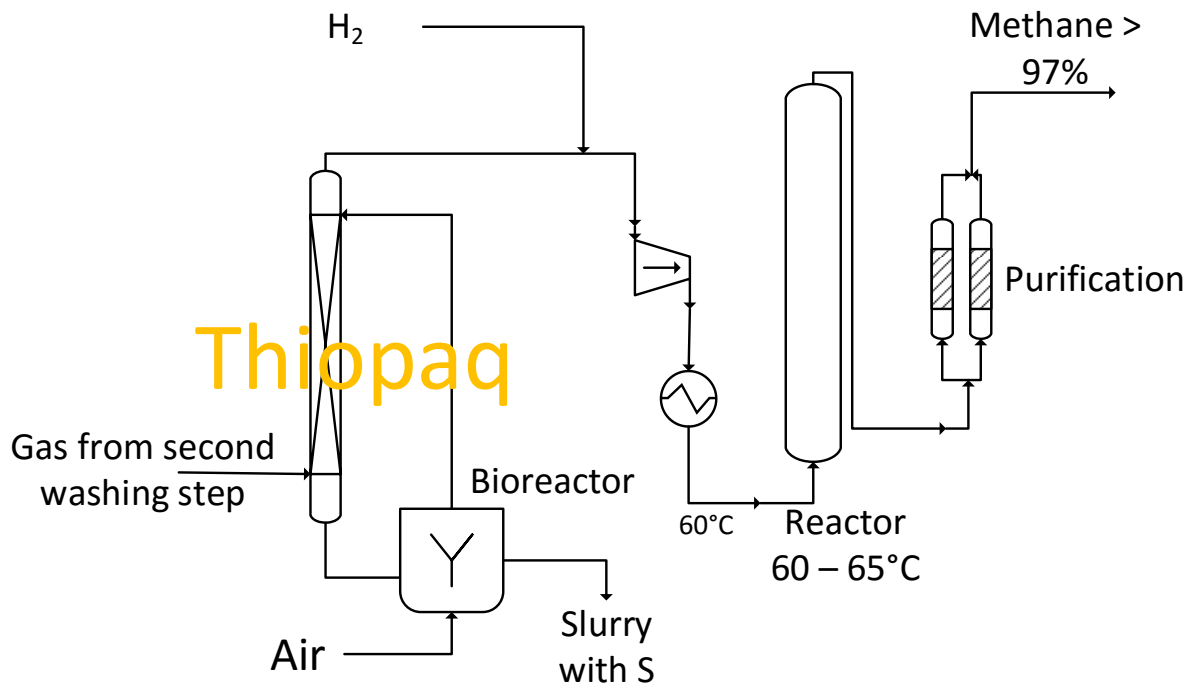 H₂
Methane >
97%
Thiopaq
Purification
Gas from second
washing step
Bioreactor
60°C
Reactor
60 – 65°C
Air
Slurry
with S